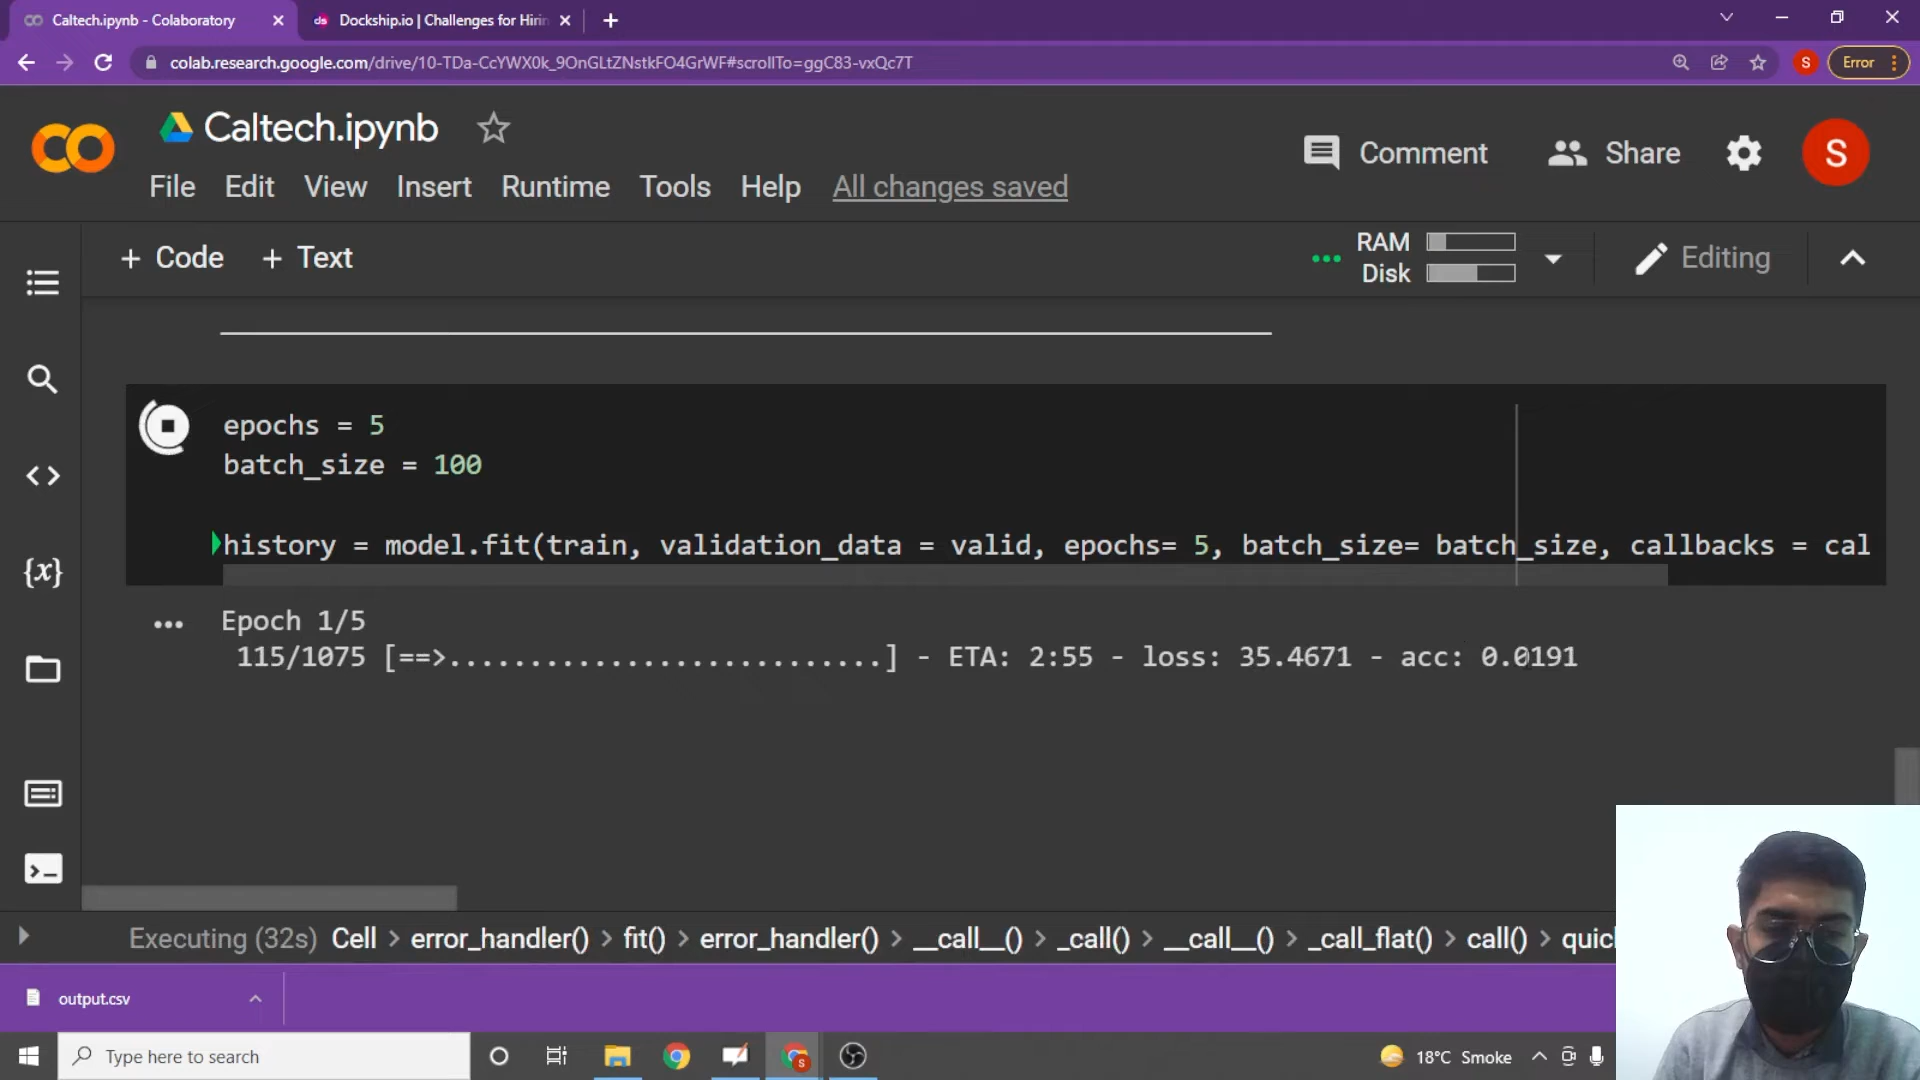 Caltech.ipynb - Colaboratory
Dockship.io | Challenges for Hirin
colab.research.google.com/drive/10-TDa-CcYWX0k_9OnGLtZNstkFO4GrWF#scrollTo=ggC83-vxQc7T
S
Error
Caltech.ipynb
Comment
Share
S
File Edit View Insert Runtime Tools Help All changes saved
+ Code + Text
RAM
Disk
Editing
epochs = 5
batch_size = 100
history = model.fit(train, validation_data = valid, epochs= 5, batch_size= batch_size, callbacks = cal
Epoch 1/5
115/1075 [==>...........................] - ETA: 2:55 - loss: 35.4671 - acc: 0.0191
Executing (32s) Cell > error_handler() > fit() > error_handler() > __call__() > _call() > __call__() > _call_flat() > call() > quic
output.csv
Type here to search
18°C Smoke